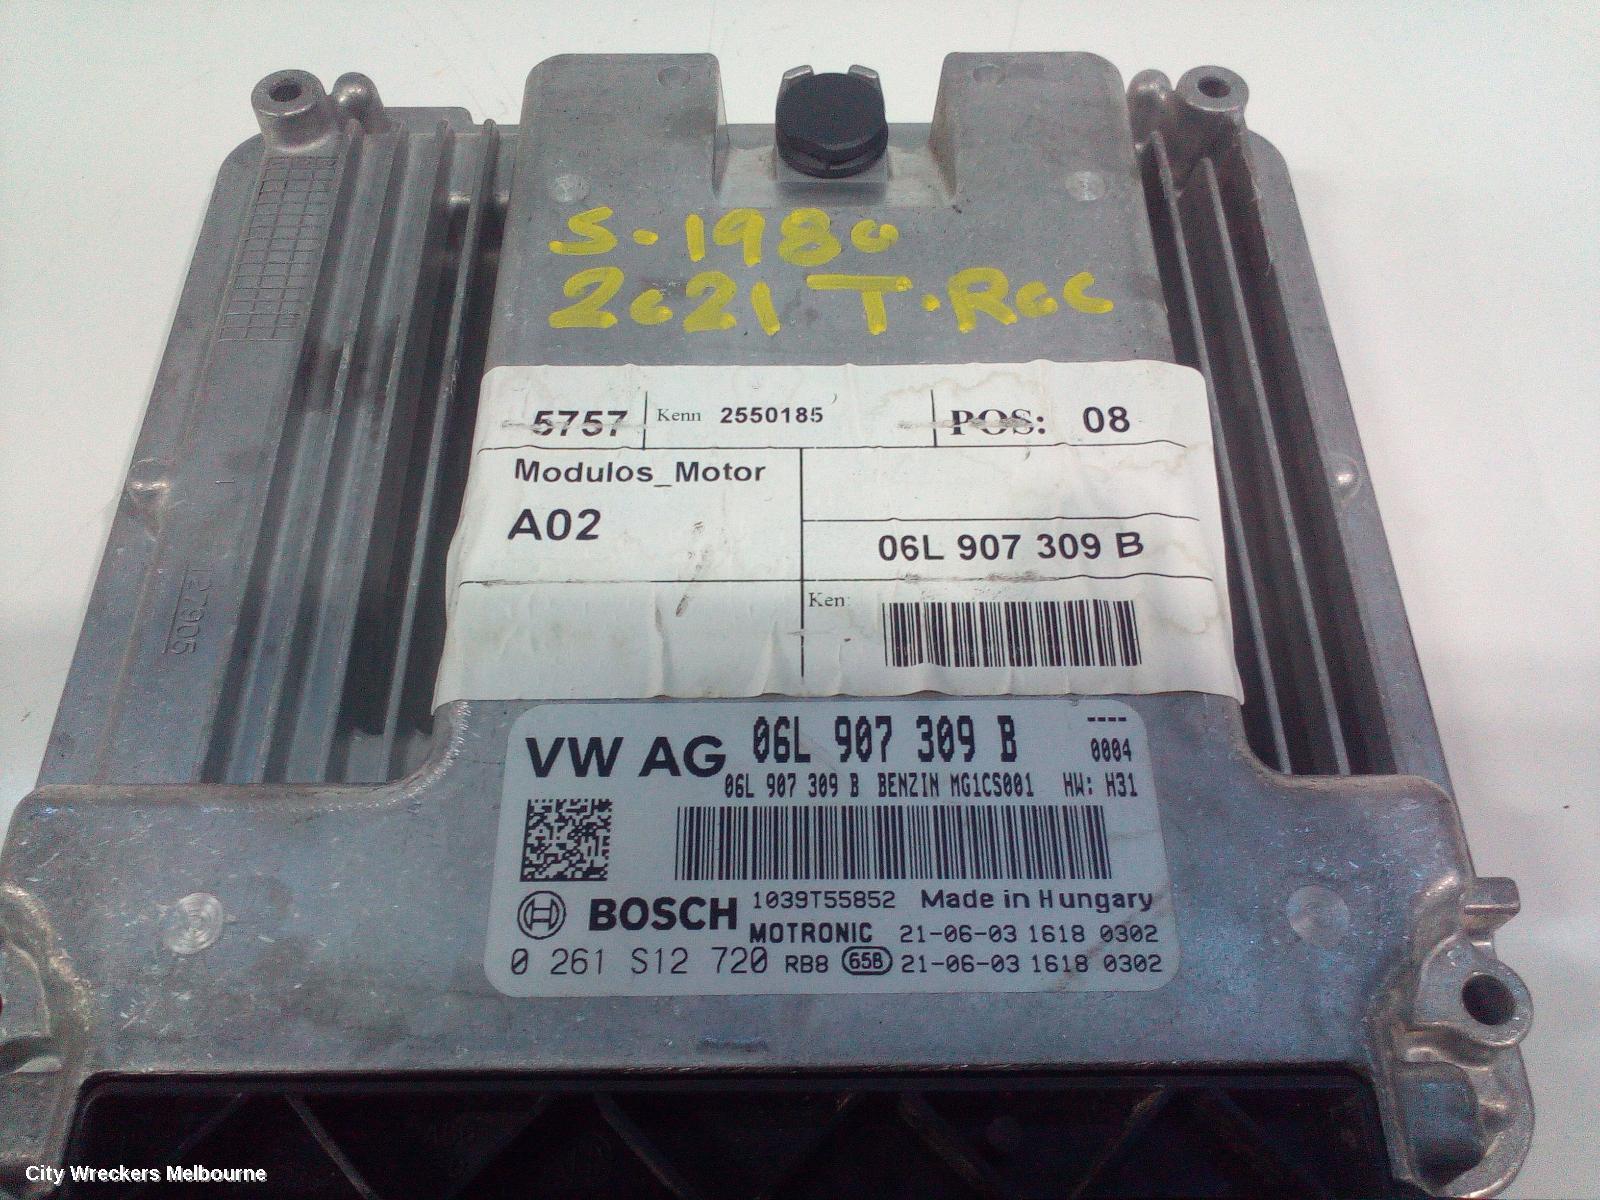 S-1980
2021 T-Roc
5757 Kenn 2550185 POS: 08
Modulos_Motor
A02
06L 907 309 B
Ken:
127905
VW AG 06L 907 309 B ----
0004
06L 907 309 B BENZIN MG1CS001 HW: H31
BOSCH 1039T55852 Made in Hungary
MOTRONIC 21-06-03 1618 0302
0 261 S12 720 RB8 65B 21-06-03 1618 0302
City Wreckers Melbourne